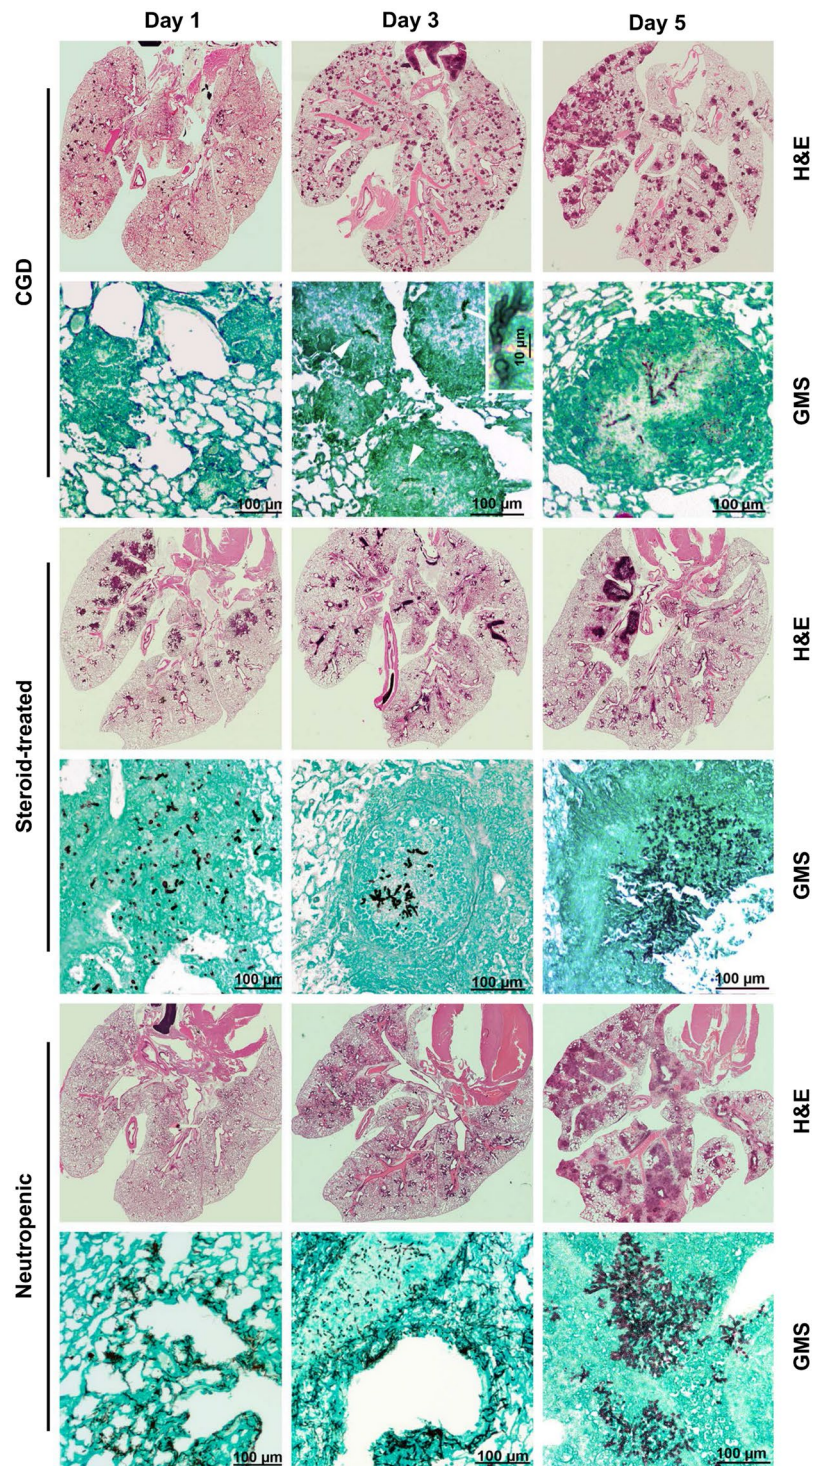 Day 1
Day 3
Day 5
CGD
H&E
GMS
100 µm
10 µm
100 µm
100 µm
Steroid-treated
H&E
GMS
100 µm
100 µm
100 µm
Neutropenic
H&E
GMS
100 µm
100 µm
100 µm